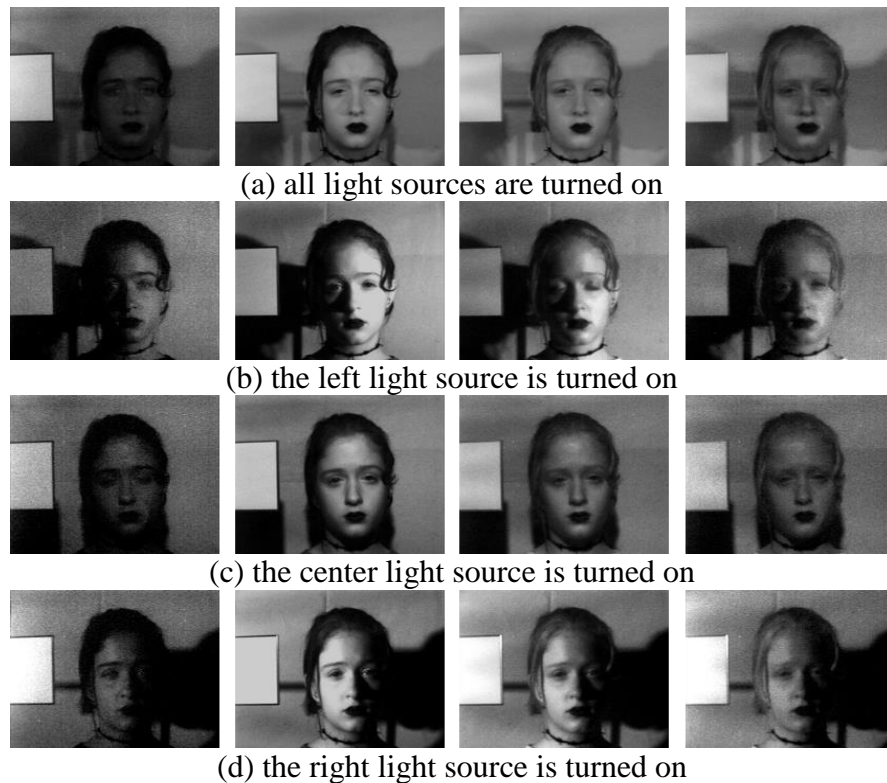 (a) all light sources are turned on
(b) the left light source is turned on
(c) the center light source is turned on
(d) the right light source is turned on